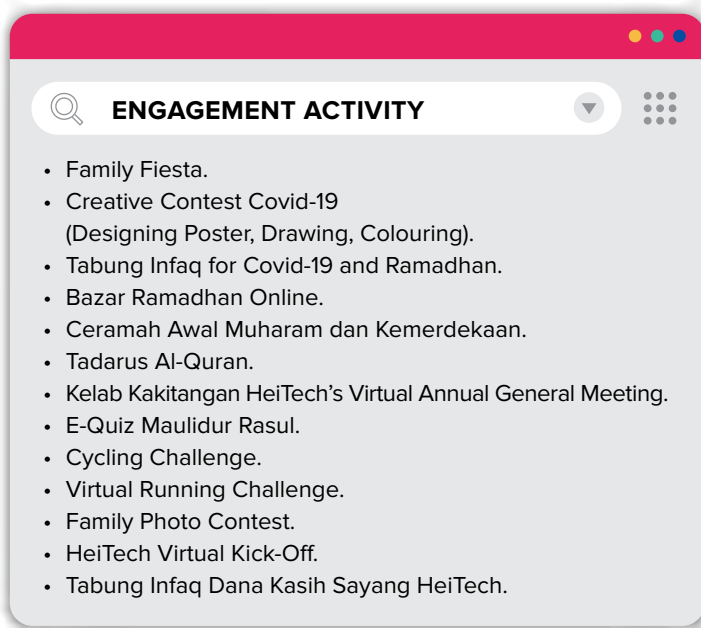 ENGAGEMENT ACTIVITY
• Family Fiesta.
• Creative Contest Covid-19
(Designing Poster, Drawing, Colouring).
• Tabung Infaq for Covid-19 and Ramadhan.
• Bazar Ramadhan Online.
• Ceramah Awal Muharam dan Kemerdekaan.
• Tadarus Al-Quran.
• Kelab Kakitangan HeiTech’s Virtual Annual General Meeting.
• E-Quiz Maulidur Rasul.
• Cycling Challenge.
• Virtual Running Challenge.
• Family Photo Contest.
• HeiTech Virtual Kick-Off.
• Tabung Infaq Dana Kasih Sayang HeiTech.